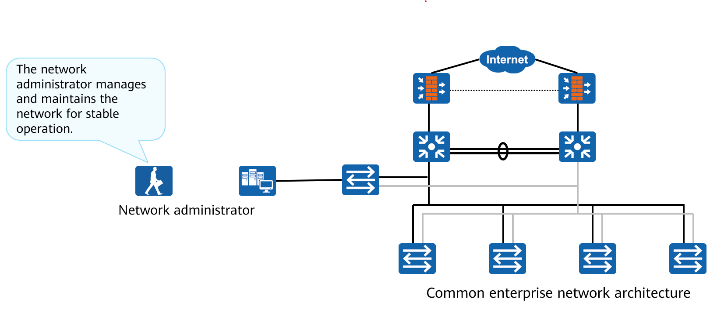 Internet
The network
administrator manages
and maintains the
network for stable
operation.
Network administrator
Common enterprise network architecture